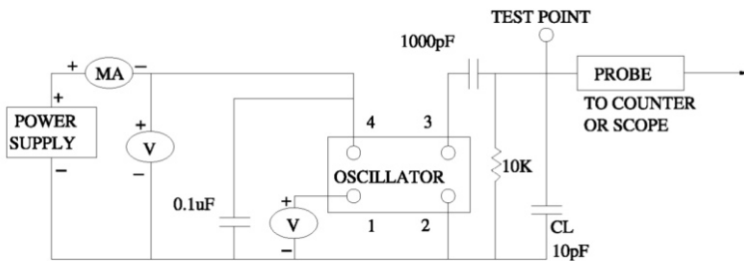 TEST POINT
1000pF
+
MA
−
PROBE
TO COUNTER
OR SCOPE
+
POWER
SUPPLY
−
+
V
−
4
3
OSCILLATOR
10K
0.1uF
+
V
−
1
2
CL
10pF